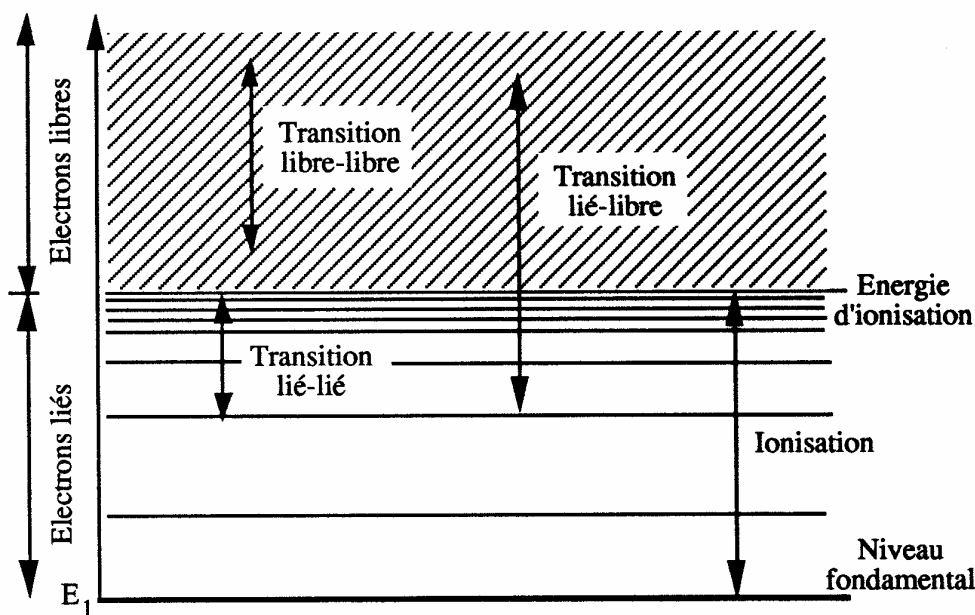 Electrons libres
Electrons liés
Transition
libre-libre
Transition
lié-libre
Transition
lié-lié
Energie
d'ionisation
Ionisation
Niveau
fondamental
E1